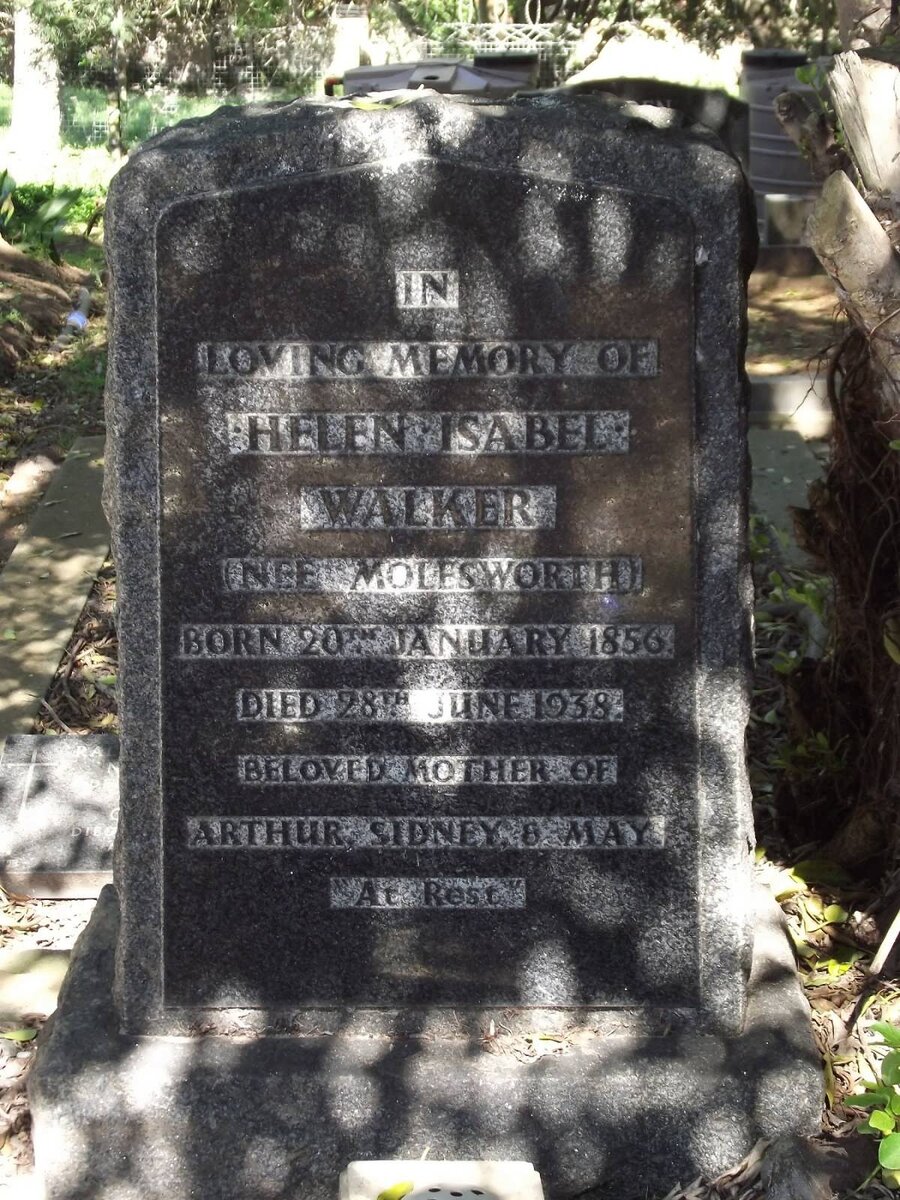 IN
LOVING MEMORY OF
·HELEN·ISABEL·
WALKER
(NEE MOLESWORTH)
BORN 20TH JANUARY 1856.
DIED 28TH JUNE 1938.
BELOVED MOTHER OF
ARTHUR, SIDNEY, & MAY.
"At Rest"